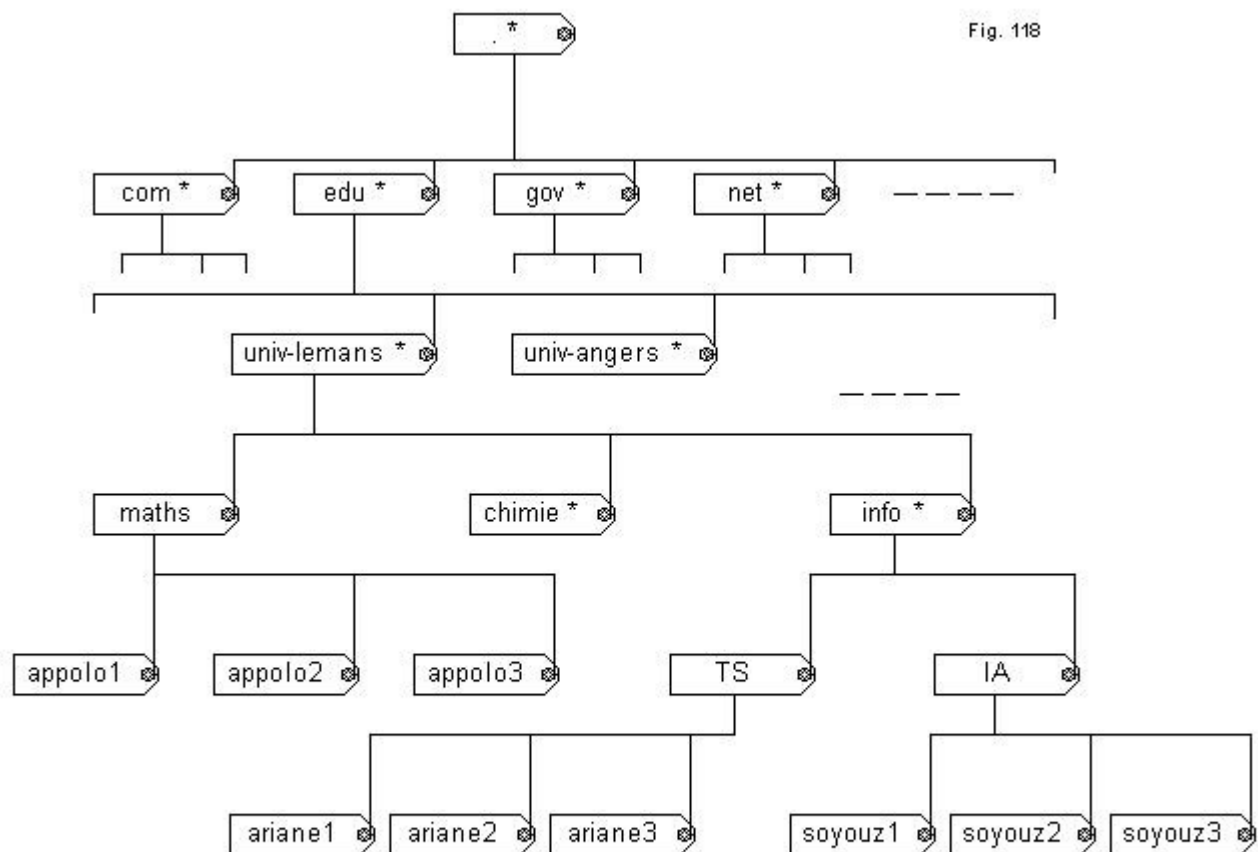 . *
Fig. 118
com *
edu *
gov *
net *
univ-lemans *
univ-angers *
maths
chimie *
info *
appolo1
appolo2
appolo3
TS
IA
ariane1
ariane2
ariane3
soyouz1
soyouz2
soyouz3